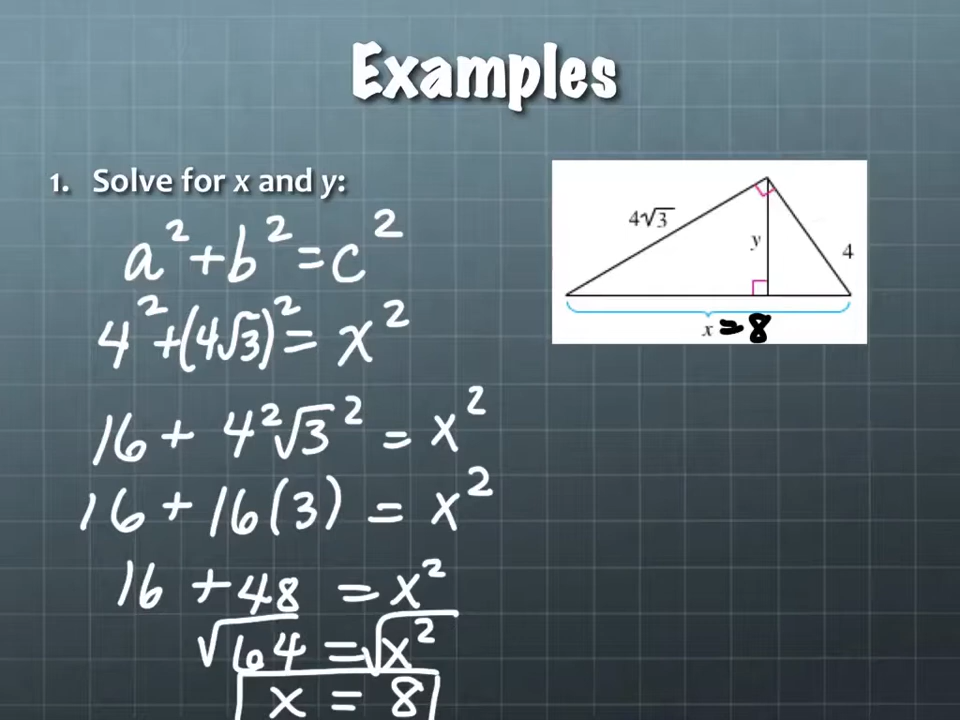 Examples
1. Solve for x and y:
a² + b² = c²
4² + (4√3)² = x²
16 + 4²√3² = x²
16 + 16(3) = x²
16 + 48 = x²
√64 = √x²
x = 8
4√3
y
4
x = 8